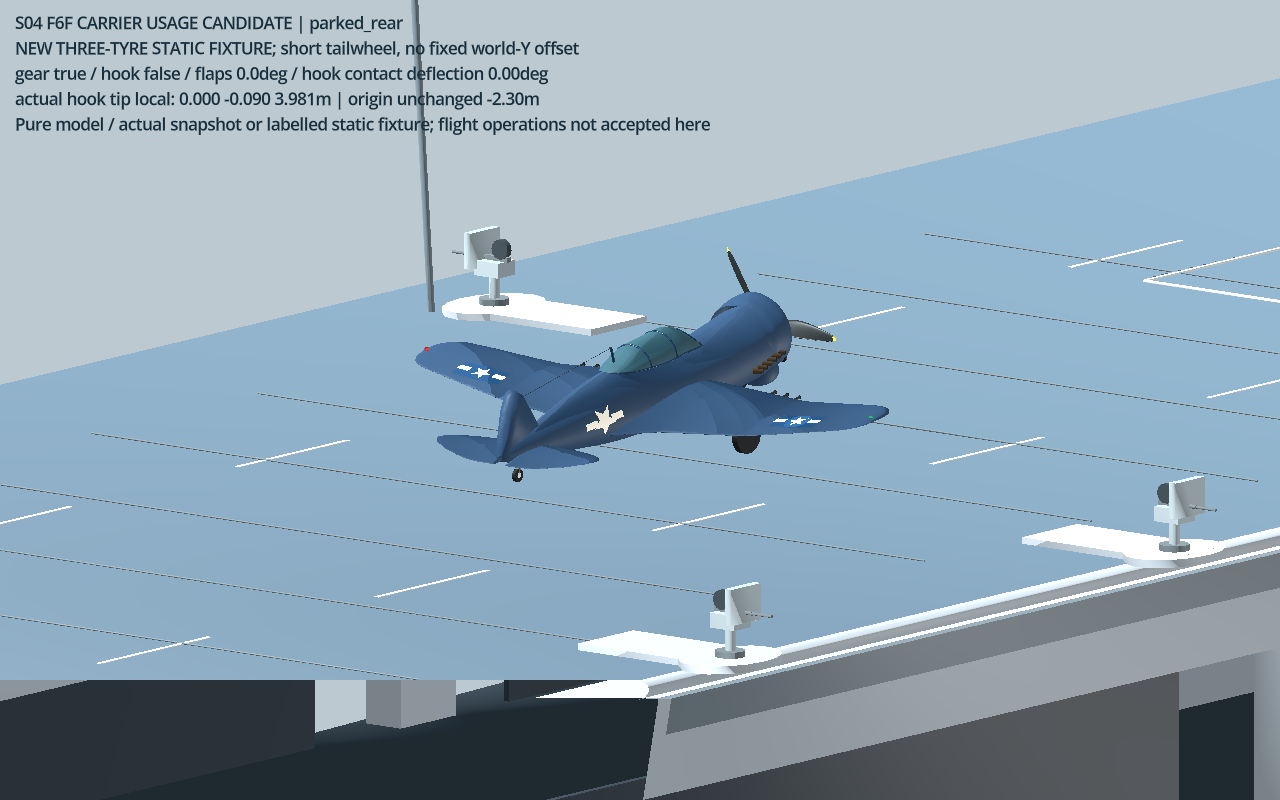 S04 F6F CARRIER USAGE CANDIDATE | parked_rear
NEW THREE-TYRE STATIC FIXTURE; short tailwheel, no fixed world-Y offset
gear true / hook false / flaps 0.0deg / hook contact deflection 0.00deg
actual hook tip local: 0.000 -0.090 3.981m | origin unchanged -2.30m
Pure model / actual snapshot or labelled static fixture; flight operations not accepted here